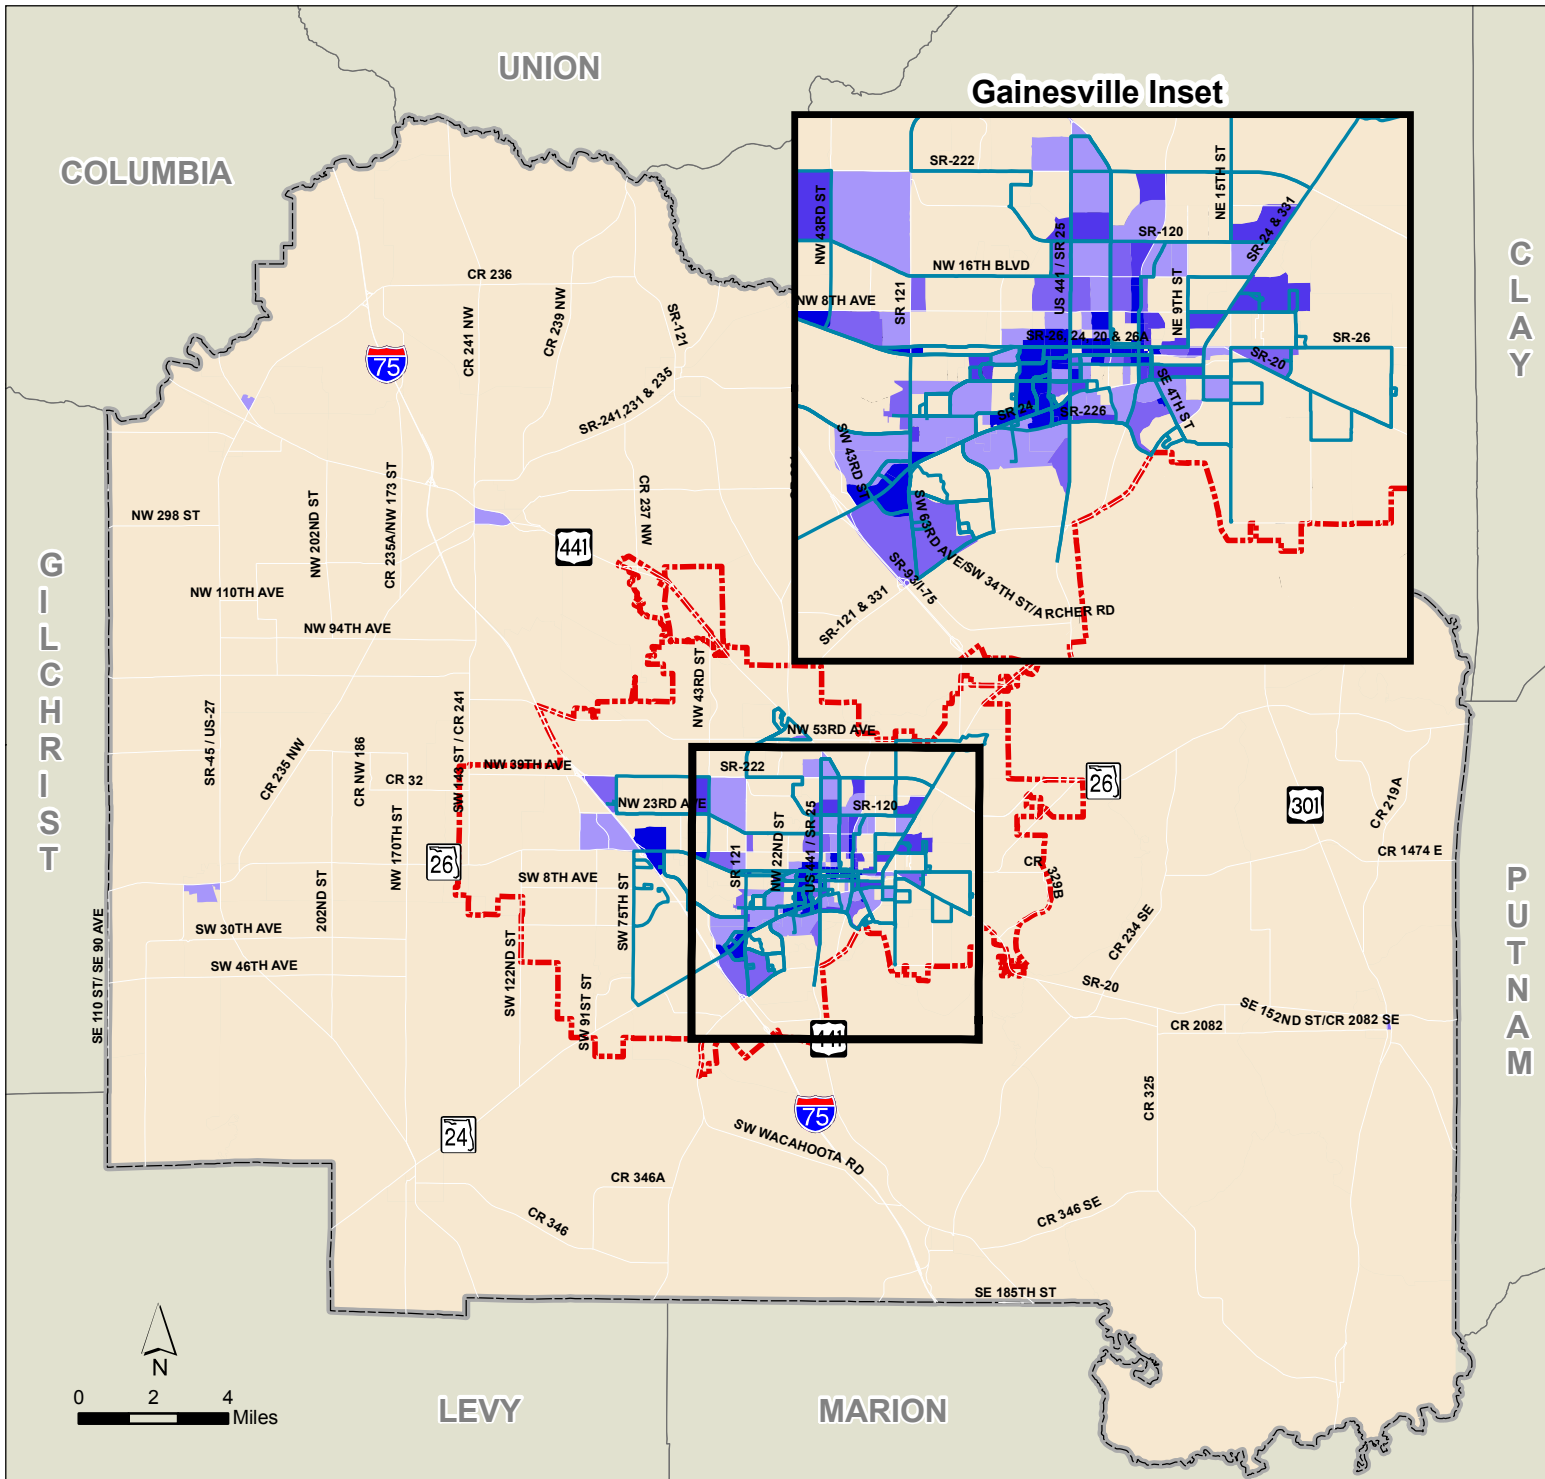 UNION
Gainesville Inset
COLUMBIA
CLAY
GILCHRIST
PUTNAM
LEVY
MARION
SR-222
NE 15TH ST
NW 43RD ST
SR-24 & 331
SR-120
US 441 / SR 25
NW 16TH BLVD
NW 8TH AVE
SR 121
NE 9TH ST
SR-26, 24, 20 & 26A
SR-26
SR-20
SE 4TH ST
SR 24
SR-226
SW 43RD ST
SW 63RD AVE/SW 34TH ST/ARCHER RD
SR-93/I-75
SR-121 & 331
CR 236
CR 239 NW
CR 241 NW
SR-121
75
SR-241,231 & 235
CR 237 NW
CR 235A/NW 173 ST
NW 202ND ST
NW 298 ST
441
NW 110TH AVE
NW 94TH AVE
NW 43RD ST
SR-45 / US-27
CR 235 NW
CR NW 186
CR 32
SW 143 ST / CR 241
NW 39TH AVE
NW 53RD AVE
SR-222
NW 23RD AVE
SR-120
NW 22ND ST
US 441 / SR 25
SR 121
26
301
CR 219A
CR 1474 E
CR 329B
NW 170TH ST
26
SW 8TH AVE
SW 75TH ST
202ND ST
SW 30TH AVE
SW 46TH AVE
SE 110 ST/ SE 90 AVE
SW 122ND ST
SW 91ST ST
CR 234 SE
SR-20
CR 2082
SE 152ND ST/CR 2082 SE
441
CR 325
75
24
SW WACAHOOTA RD
CR 346A
CR 346
CR 346 SE
SE 185TH ST
N
0 2 4
Miles